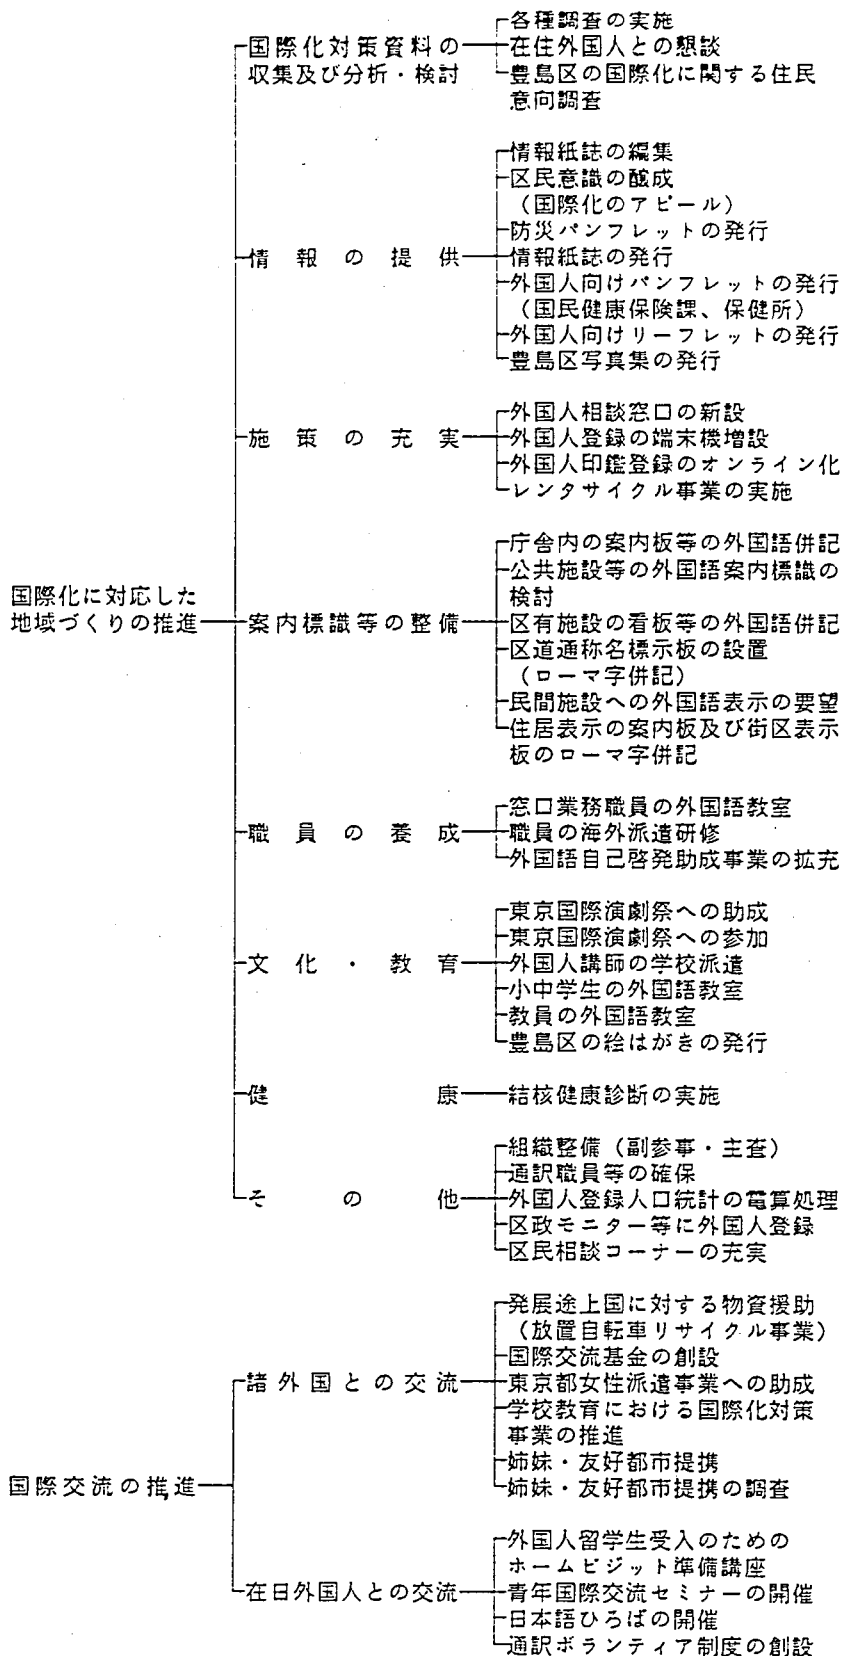 国際化に対応した
地域づくりの推進
国際化対策資料の
収集及び分析・検討
各種調査の実施
在住外国人との懇談
豊島区の国際化に関する住民
意向調査
情報の提供
情報紙誌の編集
区民意識の醸成
（国際化のアピール）
防災パンフレットの発行
情報紙誌の発行
外国人向けパンフレットの発行
（国民健康保険課、保健所）
外国人向けリーフレットの発行
豊島区写真集の発行
施策の充実
外国人相談窓口の新設
外国人登録の端末機増設
外国人印鑑登録のオンライン化
レンタサイクル事業の実施
案内標識等の整備
庁舎内の案内板等の外国語併記
公共施設等の外国語案内標識の
検討
区有施設の看板等の外国語併記
区道通称名標示板の設置
（ローマ字併記）
民間施設への外国語表示の要望
住居表示の案内板及び街区表示
板のローマ字併記
職員の養成
窓口業務職員の外国語教室
職員の海外派遣研修
外国語自己啓発助成事業の拡充
文化・教育
東京国際演劇祭への助成
東京国際演劇祭への参加
外国人講師の学校派遣
小中学生の外国語教室
教員の外国語教室
豊島区の絵はがきの発行
健康
結核健康診断の実施
その他
組織整備（副参事・主査）
通訳職員等の確保
外国人登録人口統計の電算処理
区政モニター等に外国人登録
区民相談コーナーの充実
国際交流の推進
諸外国との交流
発展途上国に対する物資援助
（放置自転車リサイクル事業）
国際交流基金の創設
東京都女性派遣事業への助成
学校教育における国際化対策
事業の推進
姉妹・友好都市提携
姉妹・友好都市提携の調査
在日外国人との交流
外国人留学生受入のための
ホームビジット準備講座
青年国際交流セミナーの開催
日本語ひろばの開催
通訳ボランティア制度の創設